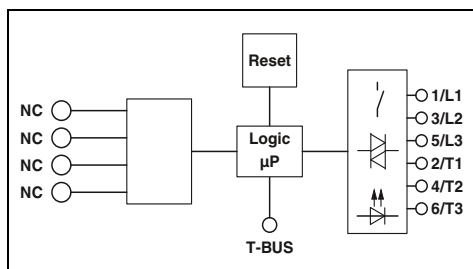 Reset
NC
NC
NC
NC
Logic
µP
T-BUS
1/L1
3/L2
5/L3
2/T1
4/T2
6/T3